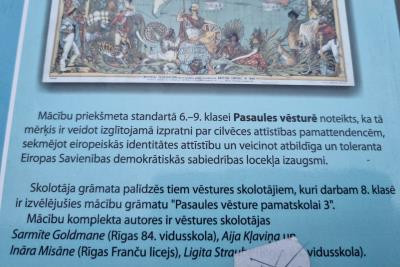 Mācību priekšmeta standartā 6.–9. klasei Pasaules vēsturē noteikts, ka tā
mērķis ir veidot izglītojamā izpratni par cilvēces attīstības pamattendencēm,
sekmējot eiropeiskās identitātes attīstību un veicinot atbildīga un toleranta
Eiropas Savienības demokrātiskās sabiedrības locekļa izaugsmi.
Skolotāja grāmata palīdzēs tiem vēstures skolotājiem, kuri darbam 8. klasē
ir izvēlējušies mācību grāmatu "Pasaules vēsture pamatskolai 3".
Mācību komplekta autores ir vēstures skolotājas
Sarmīte Goldmane (Rīgas 84. vidusskola), Aija Kļaviņa un
Ināra Misāne (Rīgas Franču licejs), Ligita vidusskola).